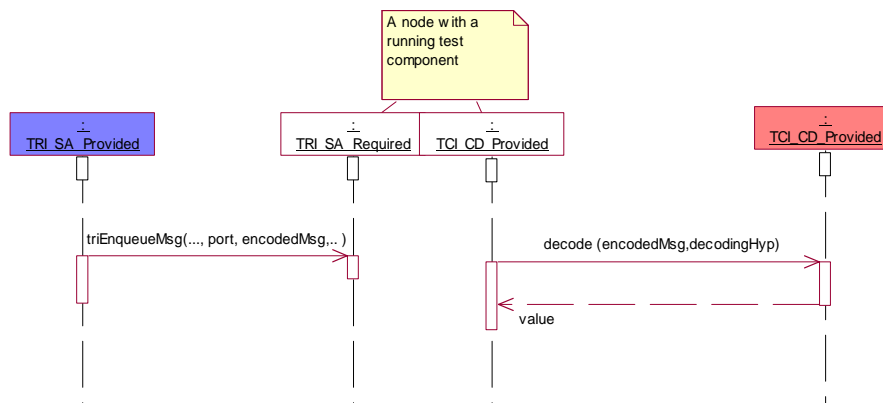 A node with a
running test
component
:
TRI_SA_Provided
:
TRI_SA_Required
:
TCI_CD_Provided
:
TCI_CD_Provided
triEnqueueMsg(..., port, encodedMsg,.. )
decode (encodedMsg,decodingHyp)
value